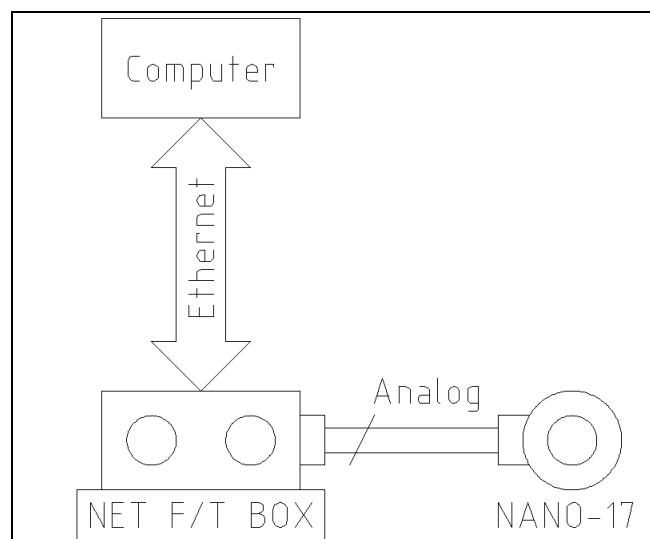 Computer
Ethernet
Analog
NET F/T BOX
NANO-17